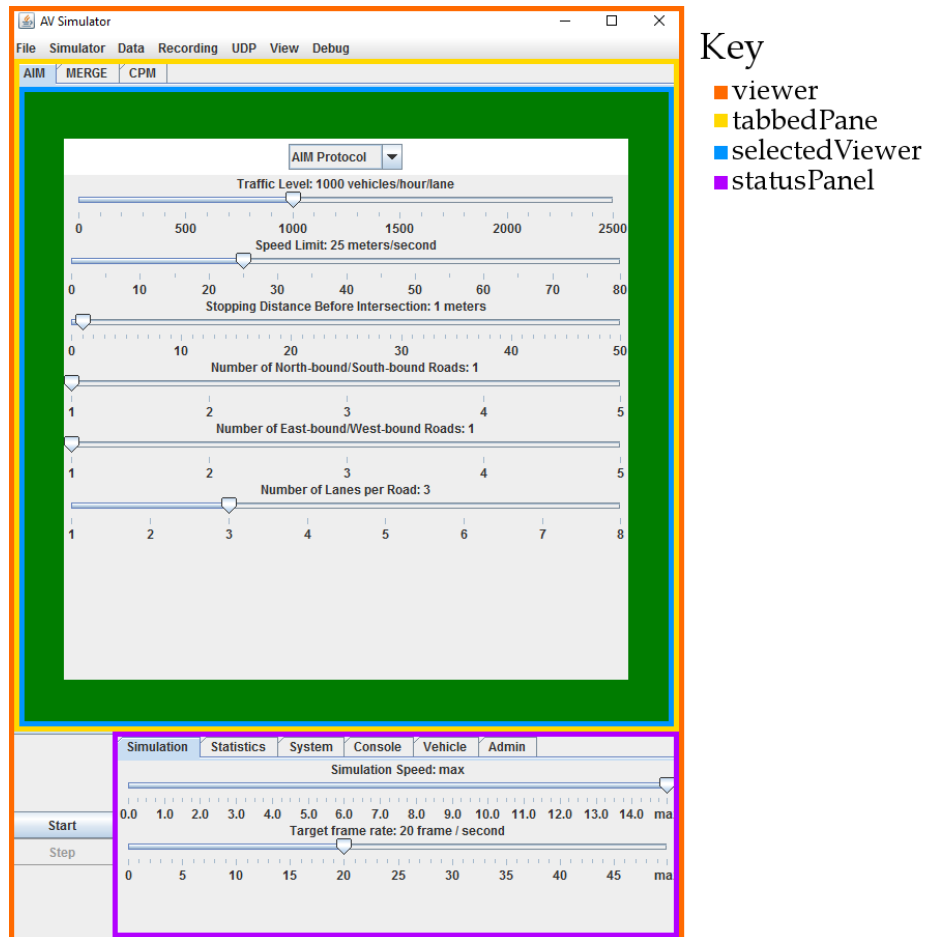 AV Simulator
File Simulator Data Recording UDP View Debug
AIM MERGE CPM
AIM Protocol
Traffic Level: 1000 vehicles/hour/lane
0 500 1000 1500 2000 2500
Speed Limit: 25 meters/second
0 10 20 30 40 50 60 70 80
Stopping Distance Before Intersection: 1 meters
0 10 20 30 40 50
Number of North-bound/South-bound Roads: 1
1 2 3 4 5
Number of East-bound/West-bound Roads: 1
1 2 3 4 5
Number of Lanes per Road: 3
1 2 3 4 5 6 7 8
Start
Step
Simulation Statistics System Console Vehicle Admin
Simulation Speed: max
0.0 1.0 2.0 3.0 4.0 5.0 6.0 7.0 8.0 9.0 10.0 11.0 12.0 13.0 14.0 ma
Target frame rate: 20 frame / second
0 5 10 15 20 25 30 35 40 45 ma
Key
viewer
tabbedPane
selectedViewer
statusPanel